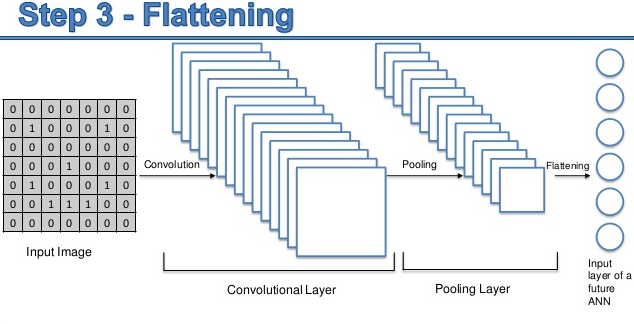 Step 3 - Flattening
0 0 0 0 0 0 0
0 1 0 0 0 1 0
0 0 0 0 0 0 0
0 0 0 1 0 0 0
0 1 0 0 0 1 0
0 0 1 1 1 0 0
0 0 0 0 0 0 0
Input Image
Convolution
Convolutional Layer
Pooling
Pooling Layer
Flattening
Input
layer of a
future
ANN